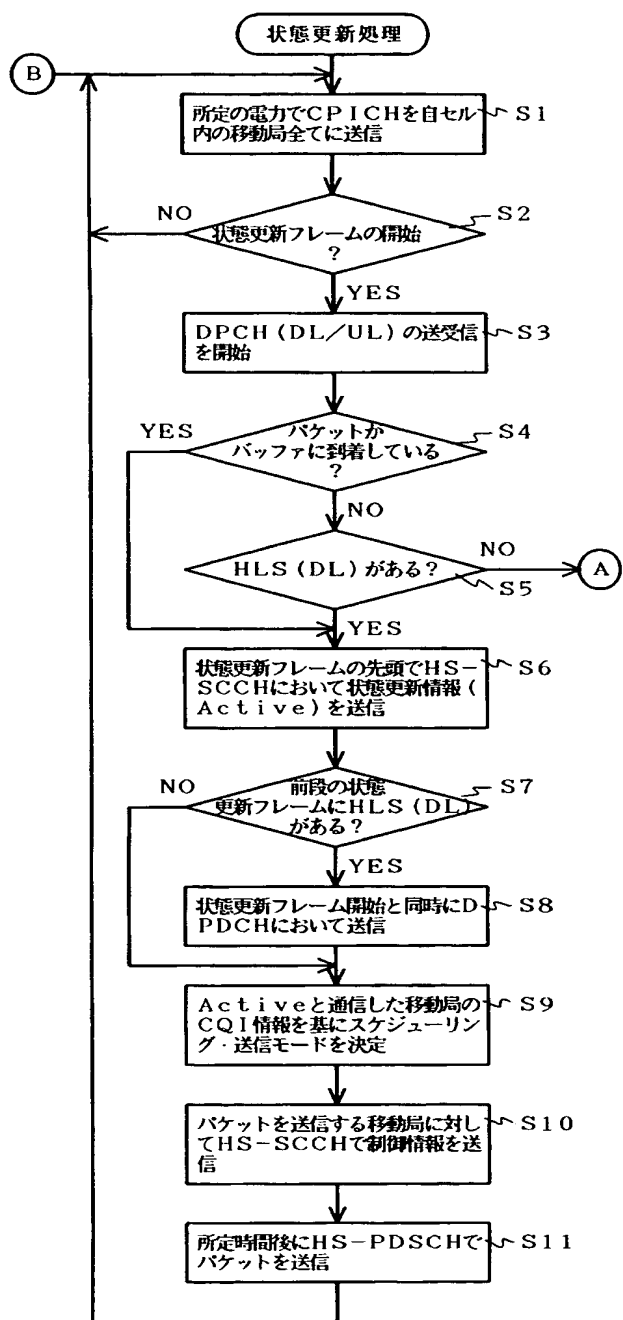 状態更新処理
B
所定の電力でCPICHを自セル
内の移動局全てに送信
S1
NO
S2
状態更新フレームの開始
?
YES
DPCH(DL/UL)の送受信
を開始
S3
YES
パケットが
バッファに到着している
?
S4
NO
HLS(DL)がある?
NO
A
S5
YES
状態更新フレームの先頭でHS-
SCCHにおいて状態更新情報(
Active)を送信
S6
NO
前段の状態
更新フレームにHLS(DL)
がある?
S7
YES
状態更新フレーム開始と同時にD
PDCHにおいて送信
S8
Activeと通信した移動局の
CQI情報を基にスケジューリン
グ・送信モードを決定
S9
パケットを送信する移動局に対し
てHS-SCCHで制御情報を送
信
S10
所定時間後にHS-PDSCHで
パケットを送信
S11